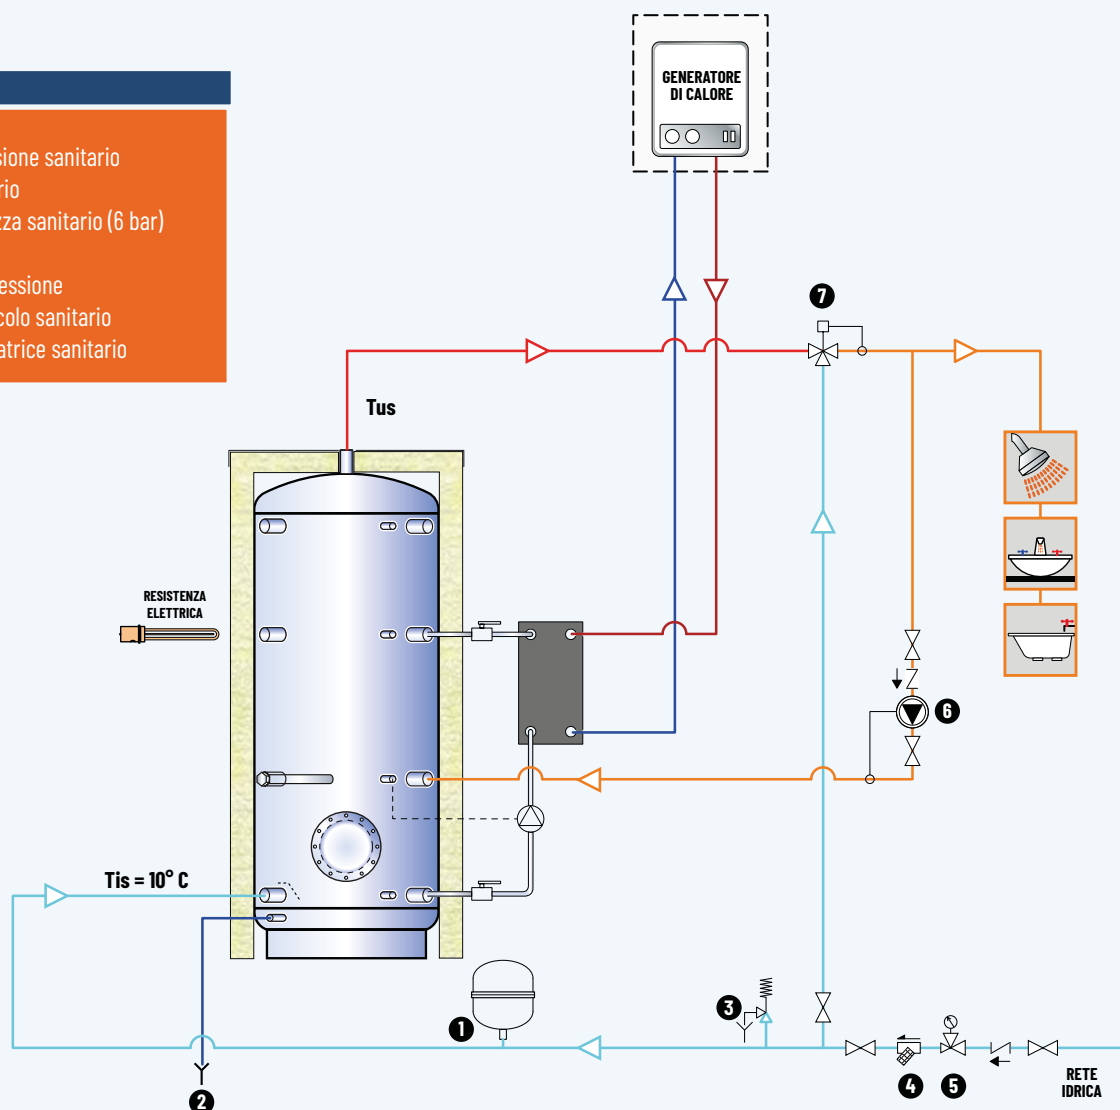 GENERATORE
DI CALORE
sione sanitario
rio
zza sanitario (6 bar)
essione
colo sanitario
atrice sanitario
7
Tus
RESISTENZA
ELETTRICA
6
Tis = 10° C
3
1
4
5
RETE
IDRICA
2